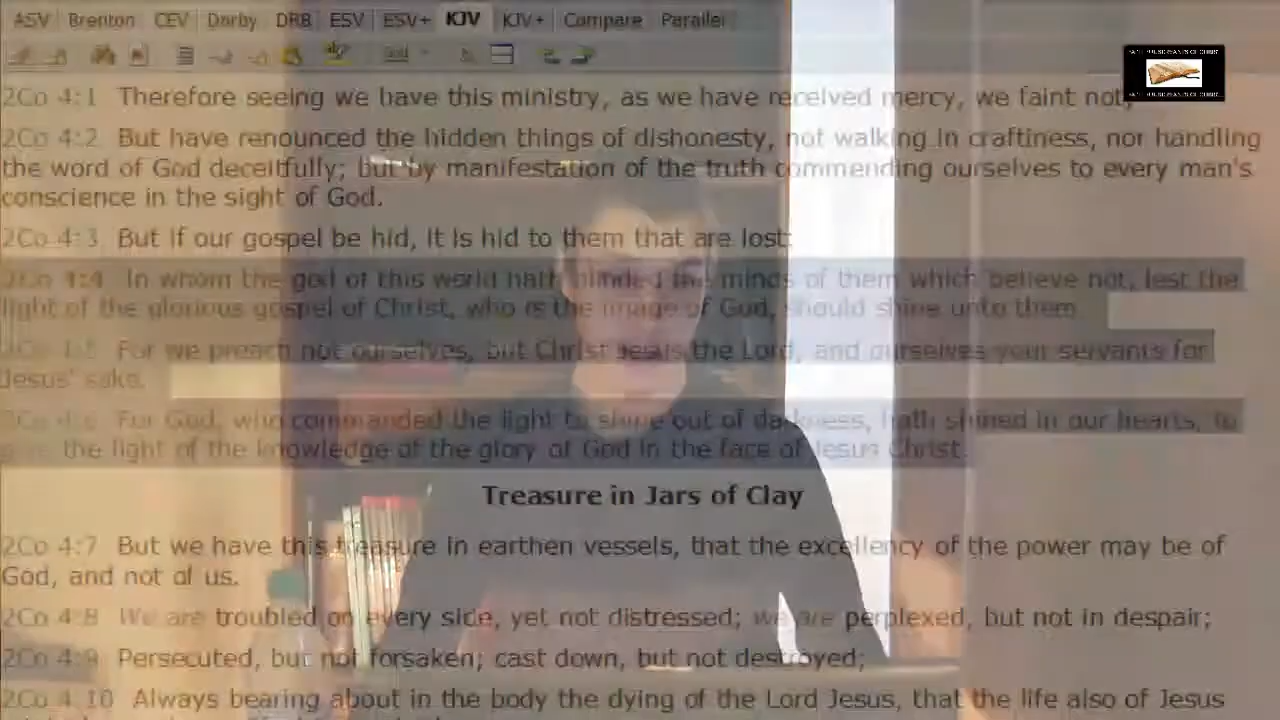 ASV Brenton CEV Darby DRB ESV ESV+ KJV KJV+ Compare Parallel
2Co 4:1 Therefore seeing we have this ministry, as we have received mercy, we faint not;
2Co 4:2 But have renounced the hidden things of dishonesty, not walking in craftiness, nor handling
the word of God deceitfully; but by manifestation of the truth commending ourselves to every man's
conscience in the sight of God.
2Co 4:3 But if our gospel be hid, it is hid to them that are lost:
2Co 4:4 In whom the god of this world hath blinded the minds of them which believe not, lest the
light of the glorious gospel of Christ, who is the image of God, should shine unto them.
2Co 4:5 For we preach not ourselves, but Christ Jesus the Lord, and ourselves your servants for
Jesus' sake.
2Co 4:6 For God, who commanded the light to shine out of darkness, hath shined in our hearts, to
give the light of the knowledge of the glory of God in the face of Jesus Christ.
Treasure in Jars of Clay
2Co 4:7 But we have this treasure in earthen vessels, that the excellency of the power may be of
God, and not of us.
2Co 4:8 We are troubled on every side, yet not distressed; we are perplexed, but not in despair;
2Co 4:9 Persecuted, but not forsaken; cast down, but not destroyed;
2Co 4:10 Always bearing about in the body the dying of the Lord Jesus, that the life also of Jesus